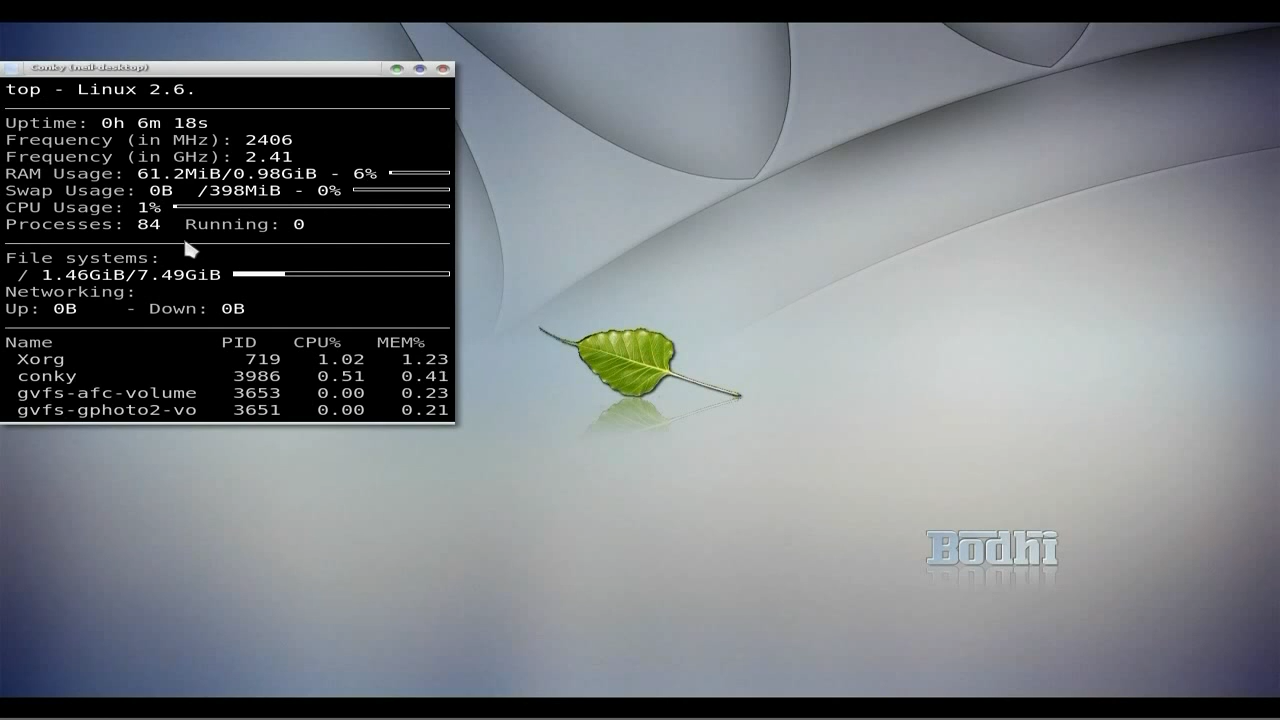 Conky (neil-desktop)
top - Linux 2.6.
Uptime: 0h 6m 18s
Frequency (in MHz): 2406
Frequency (in GHz): 2.41
RAM Usage: 61.2MiB/0.98GiB - 6%
Swap Usage: 0B /398MiB - 0%
CPU Usage: 1%
Processes: 84 Running: 0
File systems:
/ 1.46GiB/7.49GiB
Networking:
Up: 0B - Down: 0B
Name PID CPU% MEM%
Xorg 719 1.02 1.23
conky 3986 0.51 0.41
gvfs-afc-volume 3653 0.00 0.23
gvfs-gphoto2-vo 3651 0.00 0.21
Bodhi